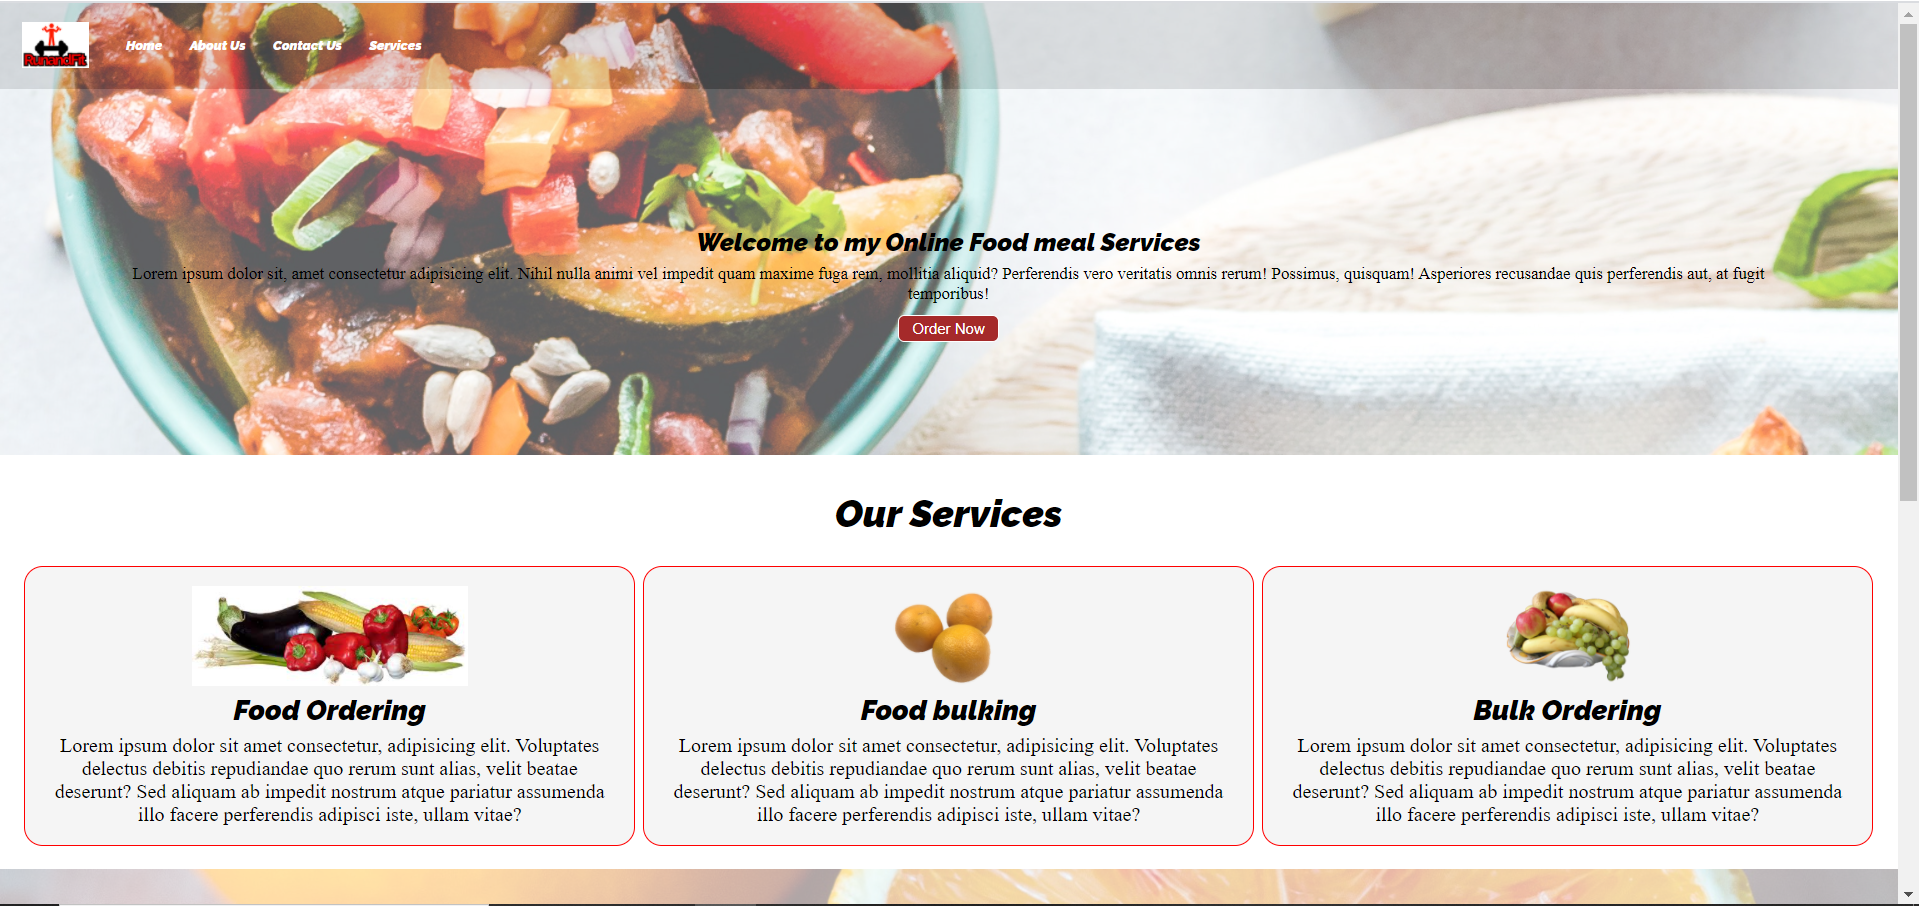 RunandFit
Home About Us Contact Us Services
Welcome to my Online Food meal Services
Lorem ipsum dolor sit, amet consectetur adipisicing elit. Nihil nulla animi vel impedit quam maxime fuga rem, mollitia aliquid? Perferendis vero veritatis omnis rerum! Possimus, quisquam! Asperiores recusandae quis perferendis aut, at fugit
temporibus!
Order Now
Our Services
Food Ordering
Lorem ipsum dolor sit amet consectetur, adipisicing elit. Voluptates
delectus debitis repudiandae quo rerum sunt alias, velit beatae
deserunt? Sed aliquam ab impedit nostrum atque pariatur assumenda
illo facere perferendis adipisci iste, ullam vitae?
Food bulking
Lorem ipsum dolor sit amet consectetur, adipisicing elit. Voluptates
delectus debitis repudiandae quo rerum sunt alias, velit beatae
deserunt? Sed aliquam ab impedit nostrum atque pariatur assumenda
illo facere perferendis adipisci iste, ullam vitae?
Bulk Ordering
Lorem ipsum dolor sit amet consectetur, adipisicing elit. Voluptates
delectus debitis repudiandae quo rerum sunt alias, velit beatae
deserunt? Sed aliquam ab impedit nostrum atque pariatur assumenda
illo facere perferendis adipisci iste, ullam vitae?